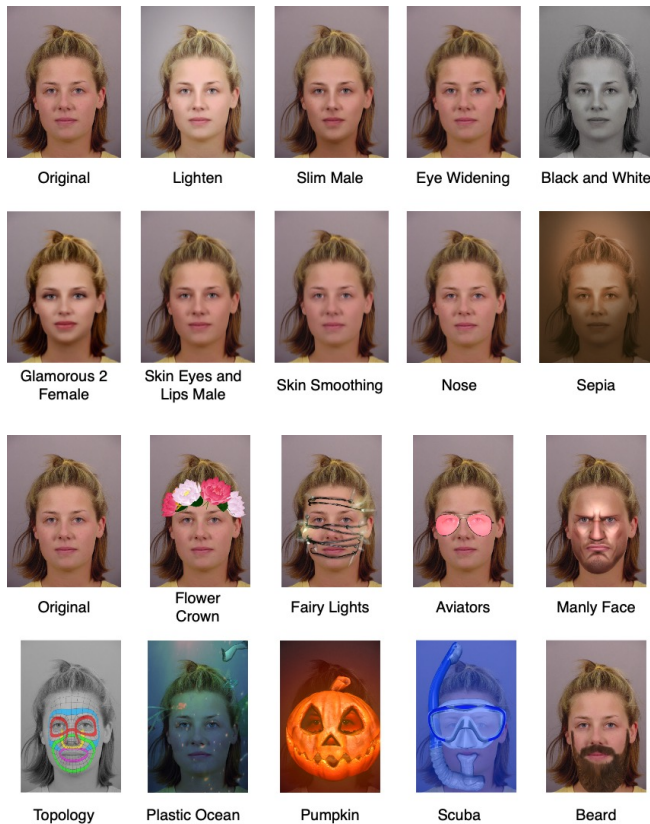 Original
Lighten
Slim Male
Eye Widening
Black and White
Glamorous 2
Female
Skin Eyes and
Lips Male
Skin Smoothing
Nose
Sepia
Original
Flower
Crown
Fairy Lights
Aviators
Manly Face
Topology
Plastic Ocean
Pumpkin
Scuba
Beard